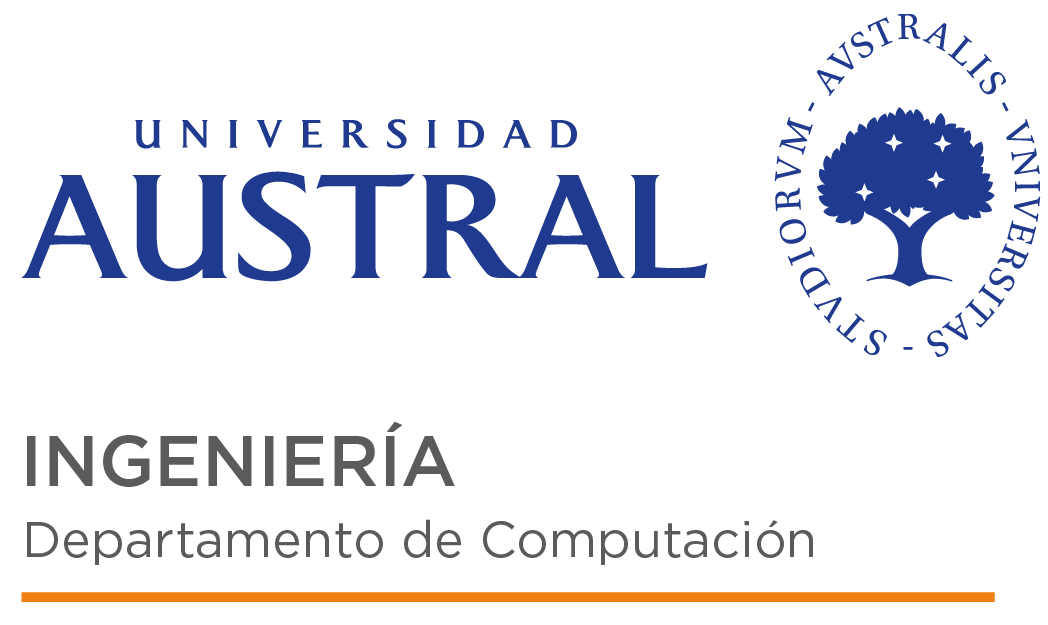 UNIVERSIDAD
AUSTRAL
STVDIORVM - AVSTRALIS - VNIVERSITAS -
INGENIERÍA
Departamento de Computación